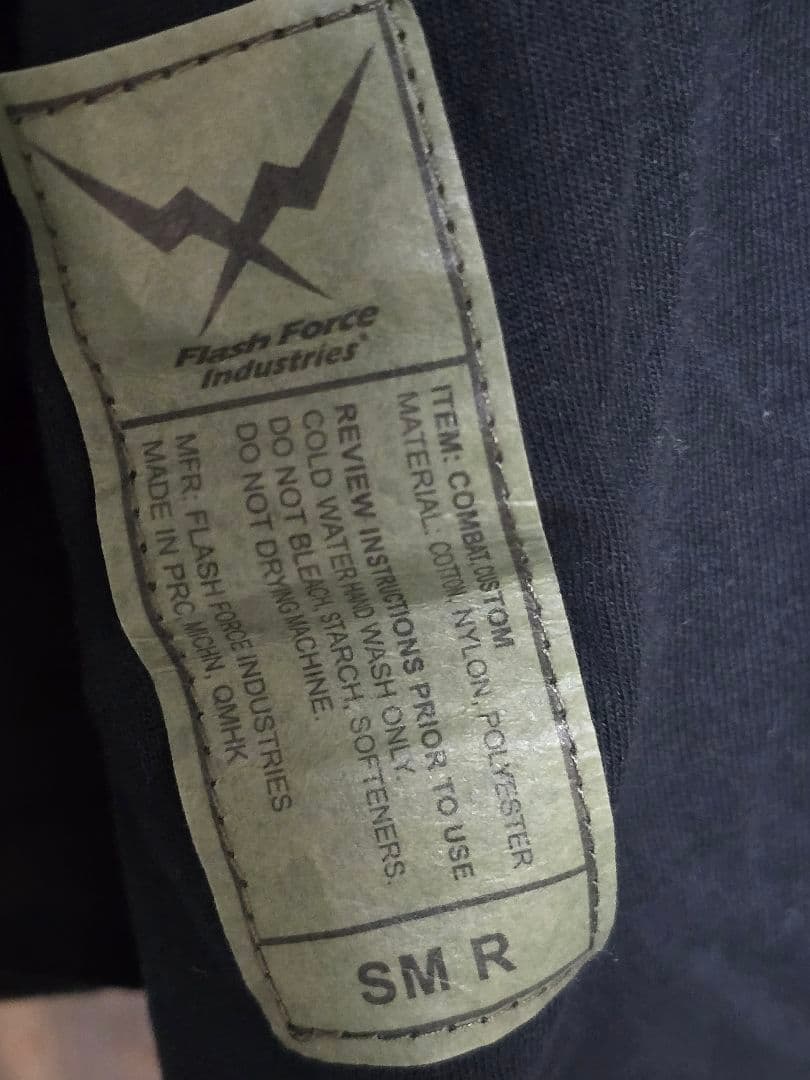 Flash Force
Industries
ITEM: COMBAT, CUSTOM
MATERIAL. COTTON, NYLON, POLYESTER
REVIEW INSTRUCTIONS PRIOR TO USE
COLD WATER HAND WASH ONLY.
DO NOT BLEACH, STARCH, SOFTENERS.
DO NOT DRYING MACHINE.
MFR: FLASH FORCE INDUSTRIES
MADE IN PRC, MCHN, QMHK
SM R